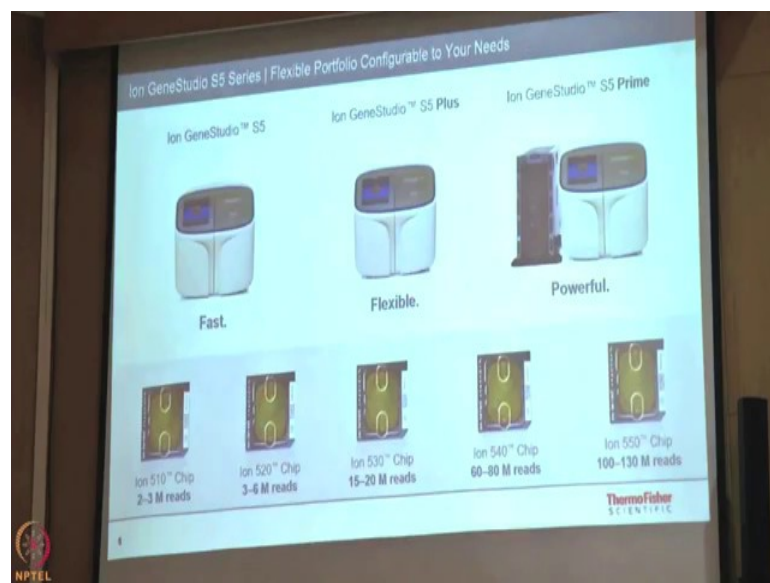 Ion GeneStudio S5 Series | Flexible Portfolio Configurable to Your Needs
Ion GeneStudio™ S5
Ion GeneStudio™ S5 Plus
Ion GeneStudio™ S5 Prime
Fast.
Flexible.
Powerful.
Ion 510™ Chip
2–3 M reads
Ion 520™ Chip
3–6 M reads
Ion 530™ Chip
15–20 M reads
Ion 540™ Chip
60–80 M reads
Ion 550™ Chip
100–130 M reads
ThermoFisher
SCIENTIFIC
NPTEL